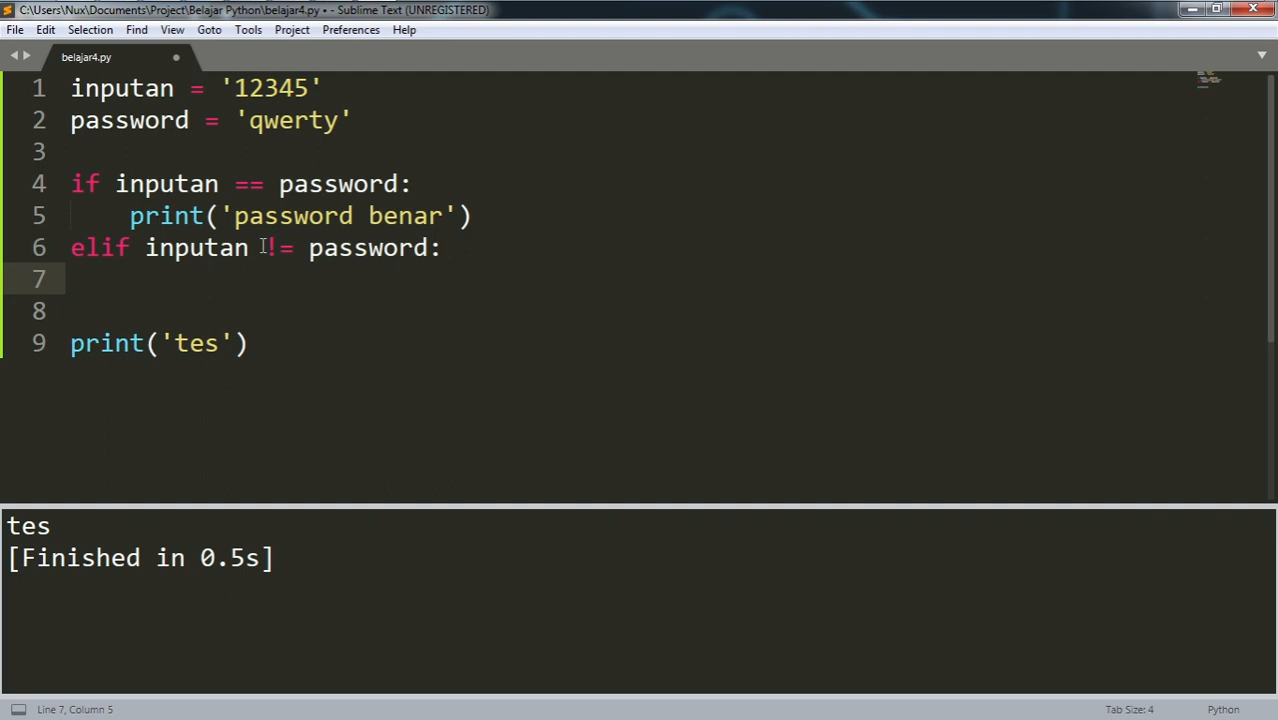 C:\Users\Nux\Documents\Project\Belajar Python\belajar4.py • - Sublime Text (UNREGISTERED)
File Edit Selection Find View Goto Tools Project Preferences Help
belajar4.py
1 inputan = '12345'
2 password = 'qwerty'
3
4 if inputan == password:
5     print('password benar')
6 elif inputan != password:
7
8
9 print('tes')
tes
[Finished in 0.5s]
Line 7, Column 5 Tab Size: 4 Python